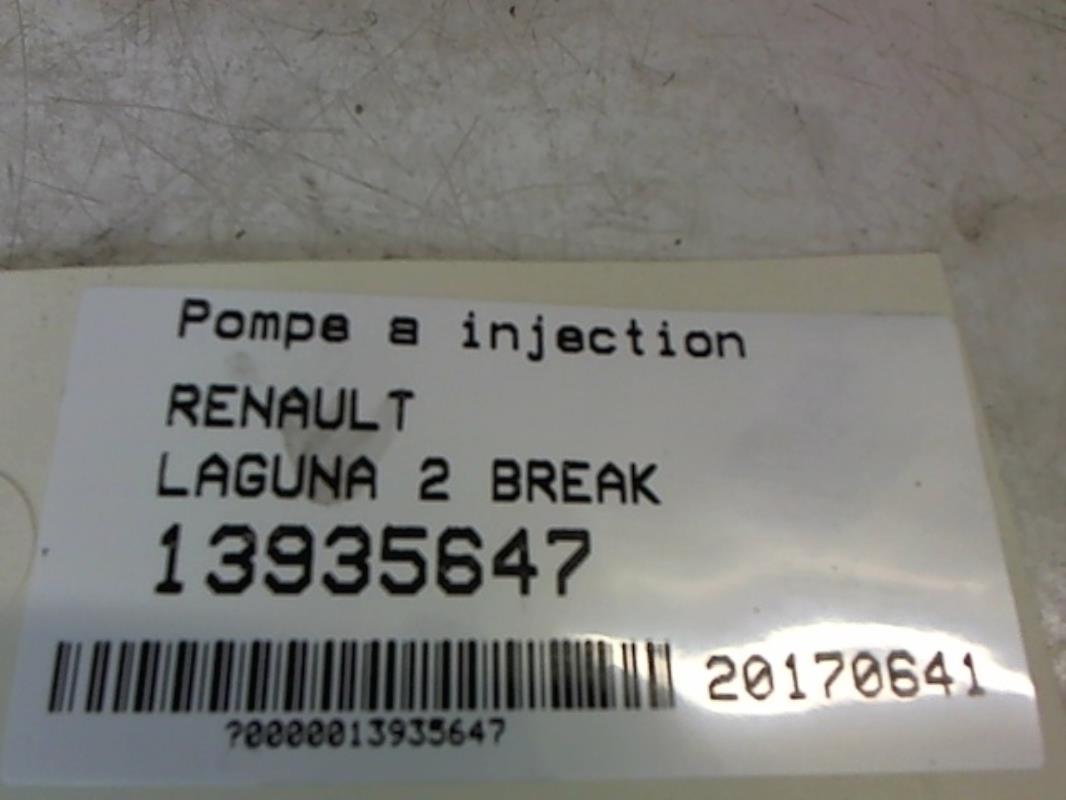 Pompe a injection
RENAULT
LAGUNA 2 BREAK
13935647
20170641
?0000013935647